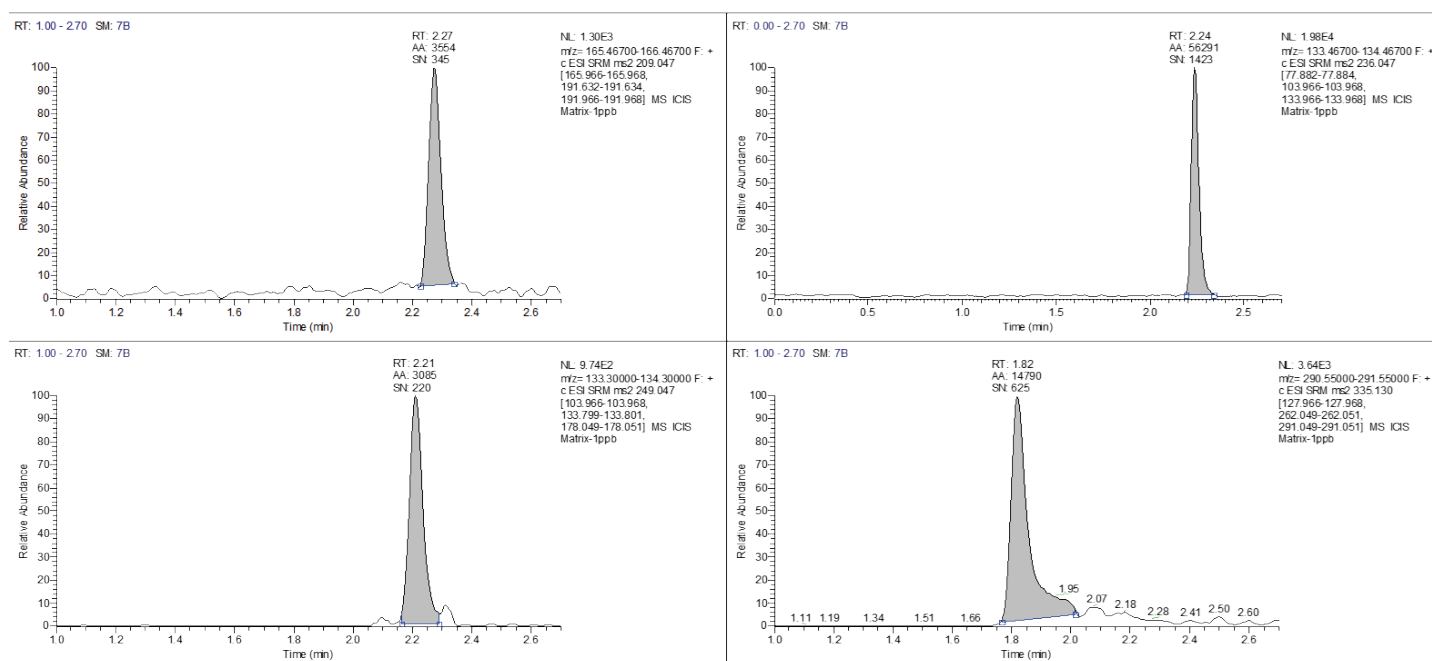 RT: 1.00 - 2.70 SM: 7B
RT: 2.27
AA: 3554
SN: 345
NL: 1.30E3
m/z= 165.46700-166.46700 F: +
c ESI SRM ms2 209.047
[165.966-165.968,
191.632-191.634,
191.966-191.968] MS ICIS
Matrix-1ppb
100
90
80
70
60
50
40
30
20
10
0
Relative Abundance
1.0 1.2 1.4 1.6 1.8 2.0 2.2 2.4 2.6
Time (min)
RT: 0.00 - 2.70 SM: 7B
RT: 2.24
AA: 56291
SN: 1423
NL: 1.98E4
m/z= 133.46700-134.46700 F: +
c ESI SRM ms2 236.047
[77.882-77.884,
103.966-103.968,
133.966-133.968] MS ICIS
Matrix-1ppb
100
90
80
70
60
50
40
30
20
10
0
Relative Abundance
0.0 0.5 1.0 1.5 2.0 2.5
Time (min)
RT: 1.00 - 2.70 SM: 7B
RT: 2.21
AA: 3085
SN: 220
NL: 9.74E2
m/z= 133.30000-134.30000 F: +
c ESI SRM ms2 249.047
[103.966-103.968,
133.799-133.801,
178.049-178.051] MS ICIS
Matrix-1ppb
100
90
80
70
60
50
40
30
20
10
0
Relative Abundance
1.0 1.2 1.4 1.6 1.8 2.0 2.2 2.4 2.6
Time (min)
RT: 1.00 - 2.70 SM: 7B
RT: 1.82
AA: 14790
SN: 625
NL: 3.64E3
m/z= 290.55000-291.55000 F: +
c ESI SRM ms2 335.130
[127.966-127.968,
262.049-262.051,
291.049-291.051] MS ICIS
Matrix-1ppb
100
90
80
70
60
50
40
30
20
10
0
Relative Abundance
1.11 1.19 1.34 1.51 1.66 1.95 2.07 2.18 2.28 2.41 2.50 2.60
1.0 1.2 1.4 1.6 1.8 2.0 2.2 2.4 2.6
Time (min)